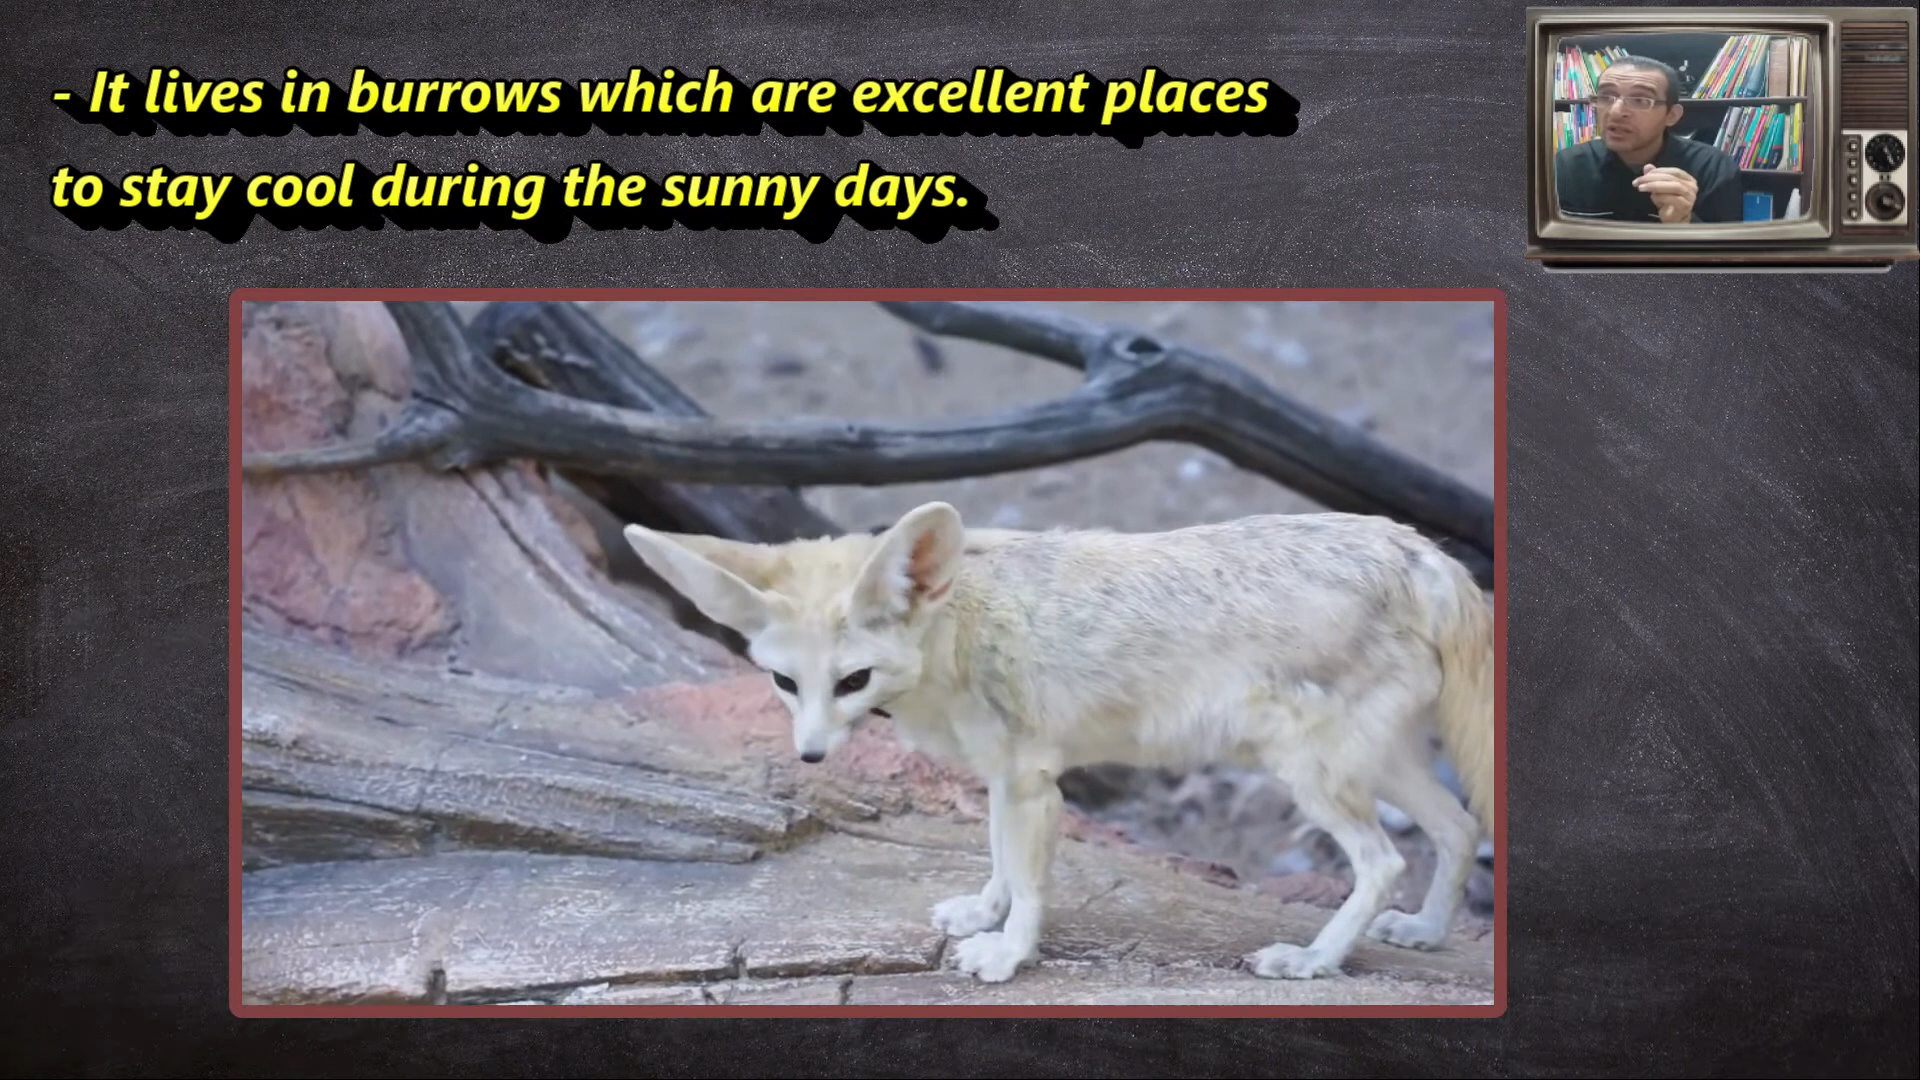 - It lives in burrows which are excellent places
to stay cool during the sunny days.